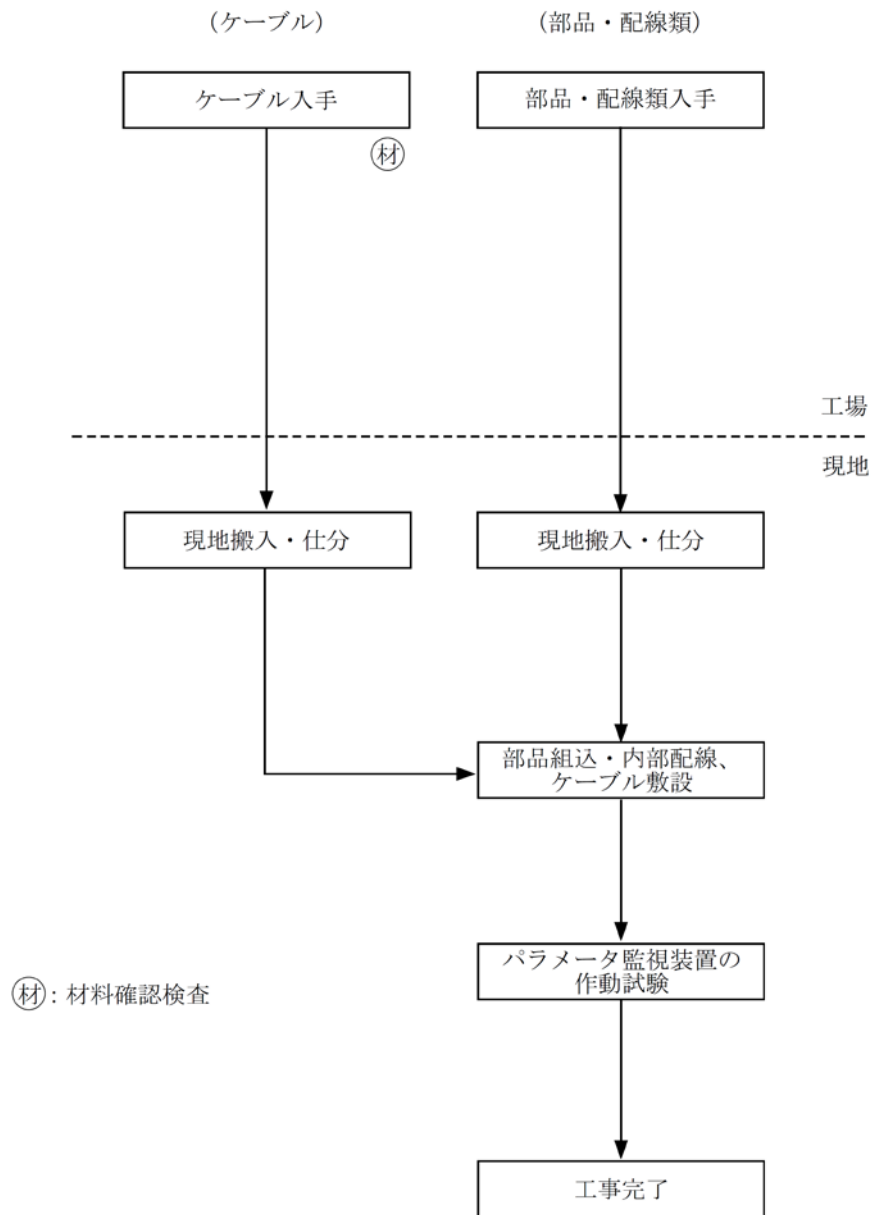 (ケーブル)
(部品・配線類)
ケーブル入手
部品・配線類入手
材
工場
現地
現地搬入・仕分
現地搬入・仕分
部品組込・内部配線、
ケーブル敷設
パラメータ監視装置の
作動試験
材:材料確認検査
工事完了